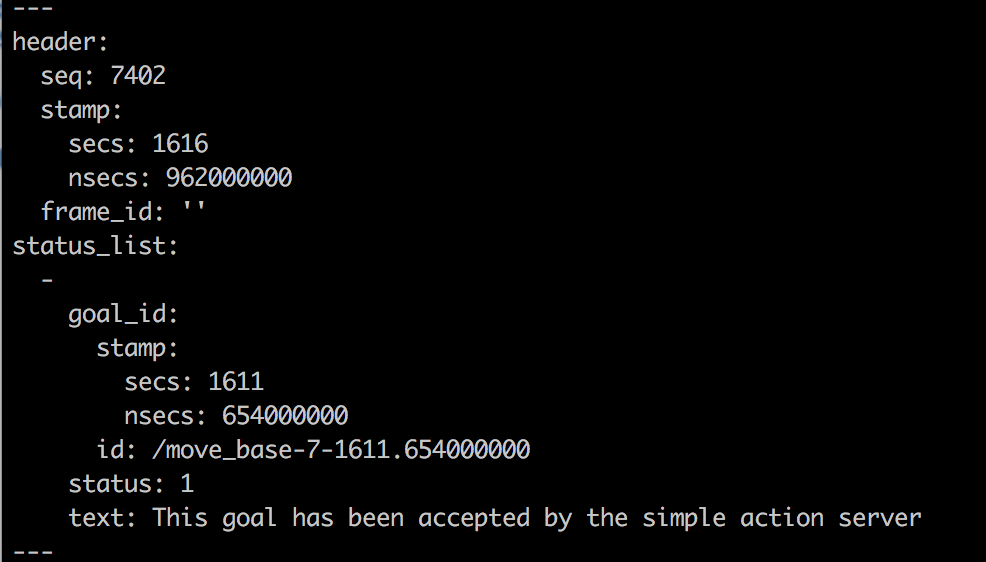 ---
header:
  seq: 7402
  stamp:
    secs: 1616
    nsecs: 962000000
  frame_id: ''
status_list:
  -
    goal_id:
      stamp:
        secs: 1611
        nsecs: 654000000
      id: /move_base-7-1611.654000000
    status: 1
    text: This goal has been accepted by the simple action server
---